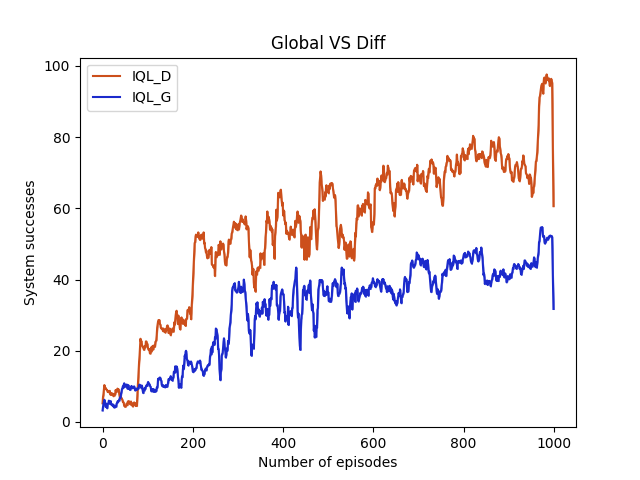 Global VS Diff
IQL_D
IQL_G
System successes
100
80
60
40
20
0
0 200 400 600 800 1000
Number of episodes